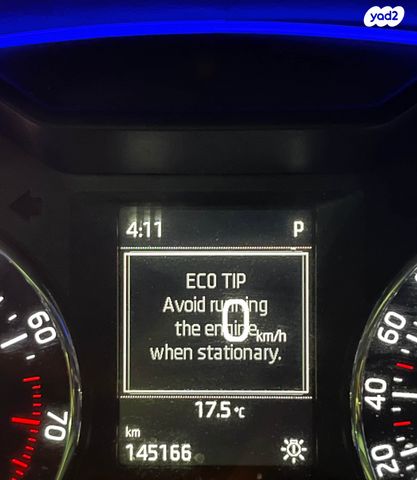 yad2
4:11 P
ECO TIP
Avoid running
the engine
0 km/h
when stationary.
17.5 °C
km
145166
60
70
40
20